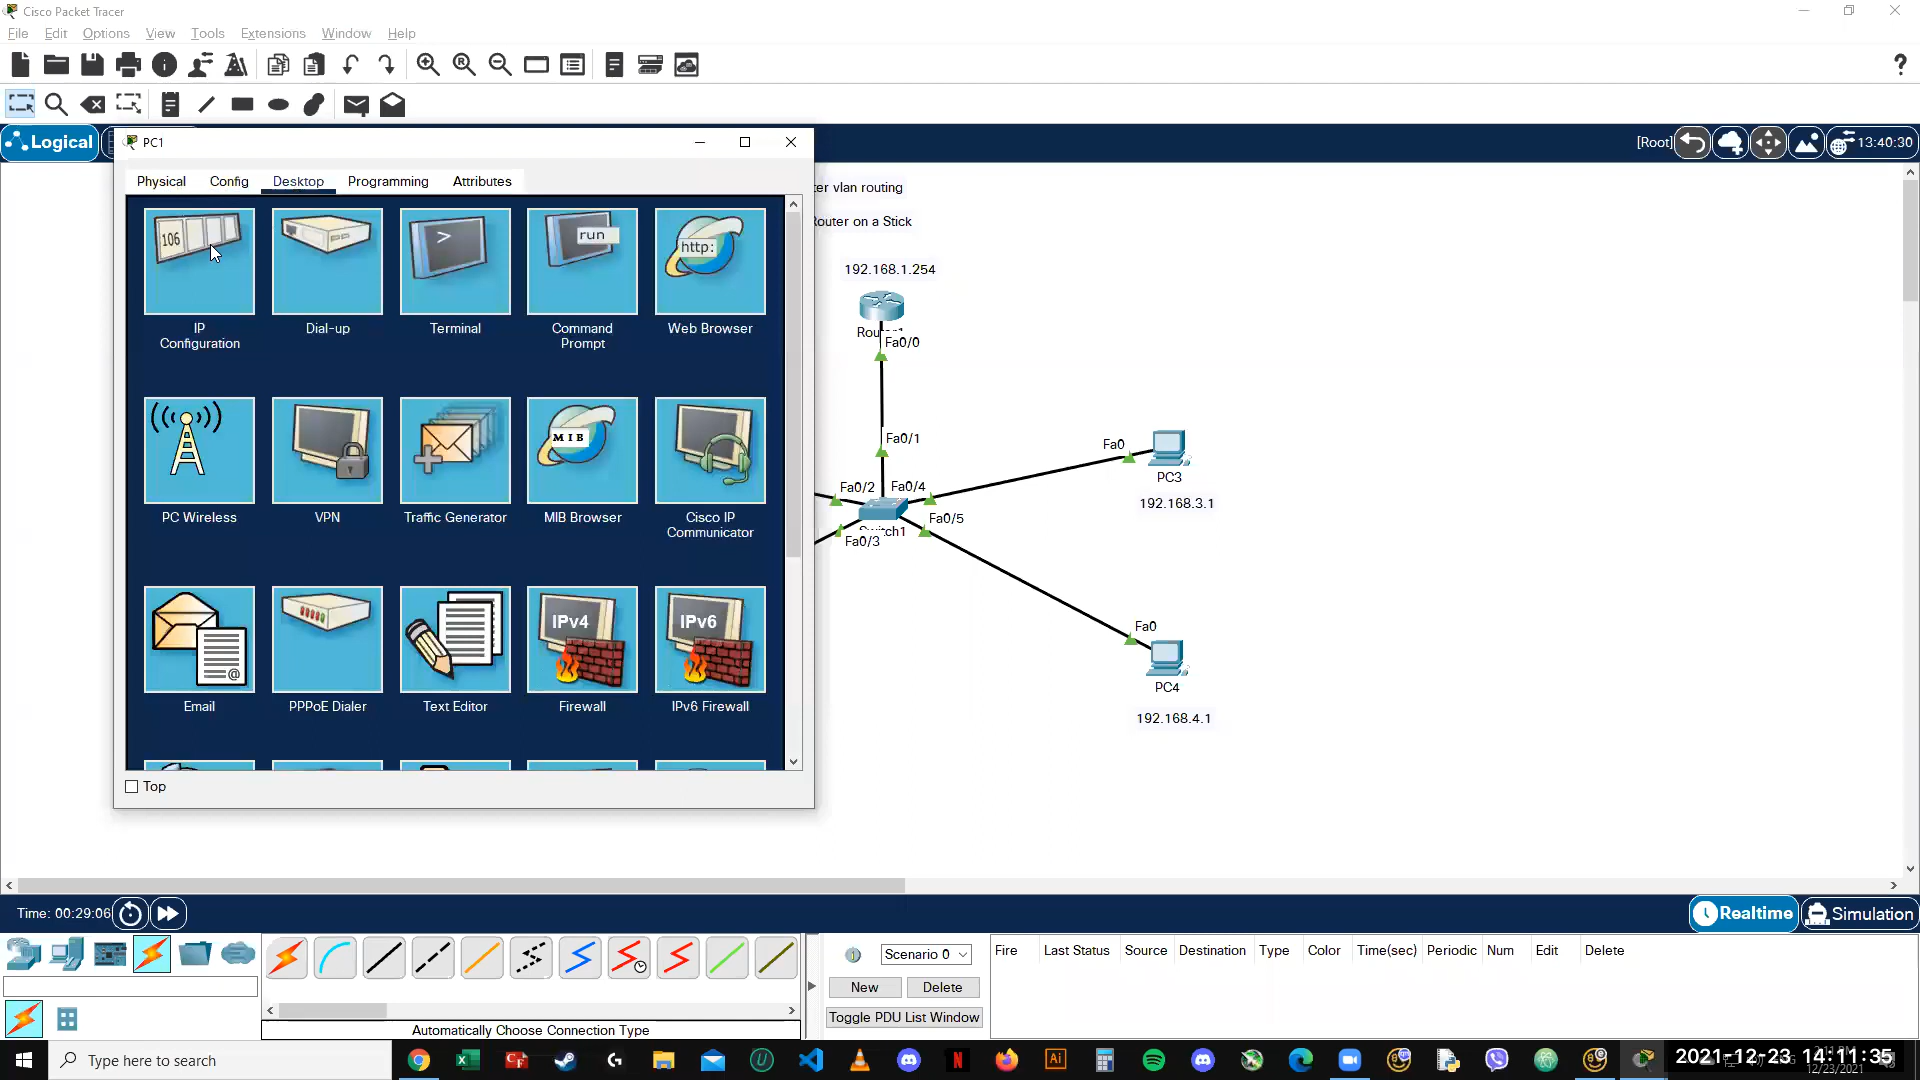 Cisco Packet Tracer
File Edit Options View Tools Extensions Window Help
?
Logical
[Root]
13:40:30
PC1
Physical Config Desktop Programming Attributes
106
>
run
http:
IP Configuration
Dial-up
Terminal
Command Prompt
Web Browser
MIB
PC Wireless
VPN
Traffic Generator
MIB Browser
Cisco IP Communicator
@
IPv4
IPv6
Email
PPPoE Dialer
Text Editor
Firewall
IPv6 Firewall
Top
ter vlan routing
Router on a Stick
192.168.1.254
Fa0/0
Fa0/1
Fa0/2
Fa0/4
Fa0/5
Fa0/3
Fa0
PC3
192.168.3.1
Fa0
PC4
192.168.4.1
Time: 00:29:06
Realtime
Simulation
Scenario 0
New
Delete
Toggle PDU List Window
Fire Last Status Source Destination Type Color Time(sec) Periodic Num Edit Delete
Automatically Choose Connection Type
Type here to search
2021-12-23 14:11:35
12/23/2021